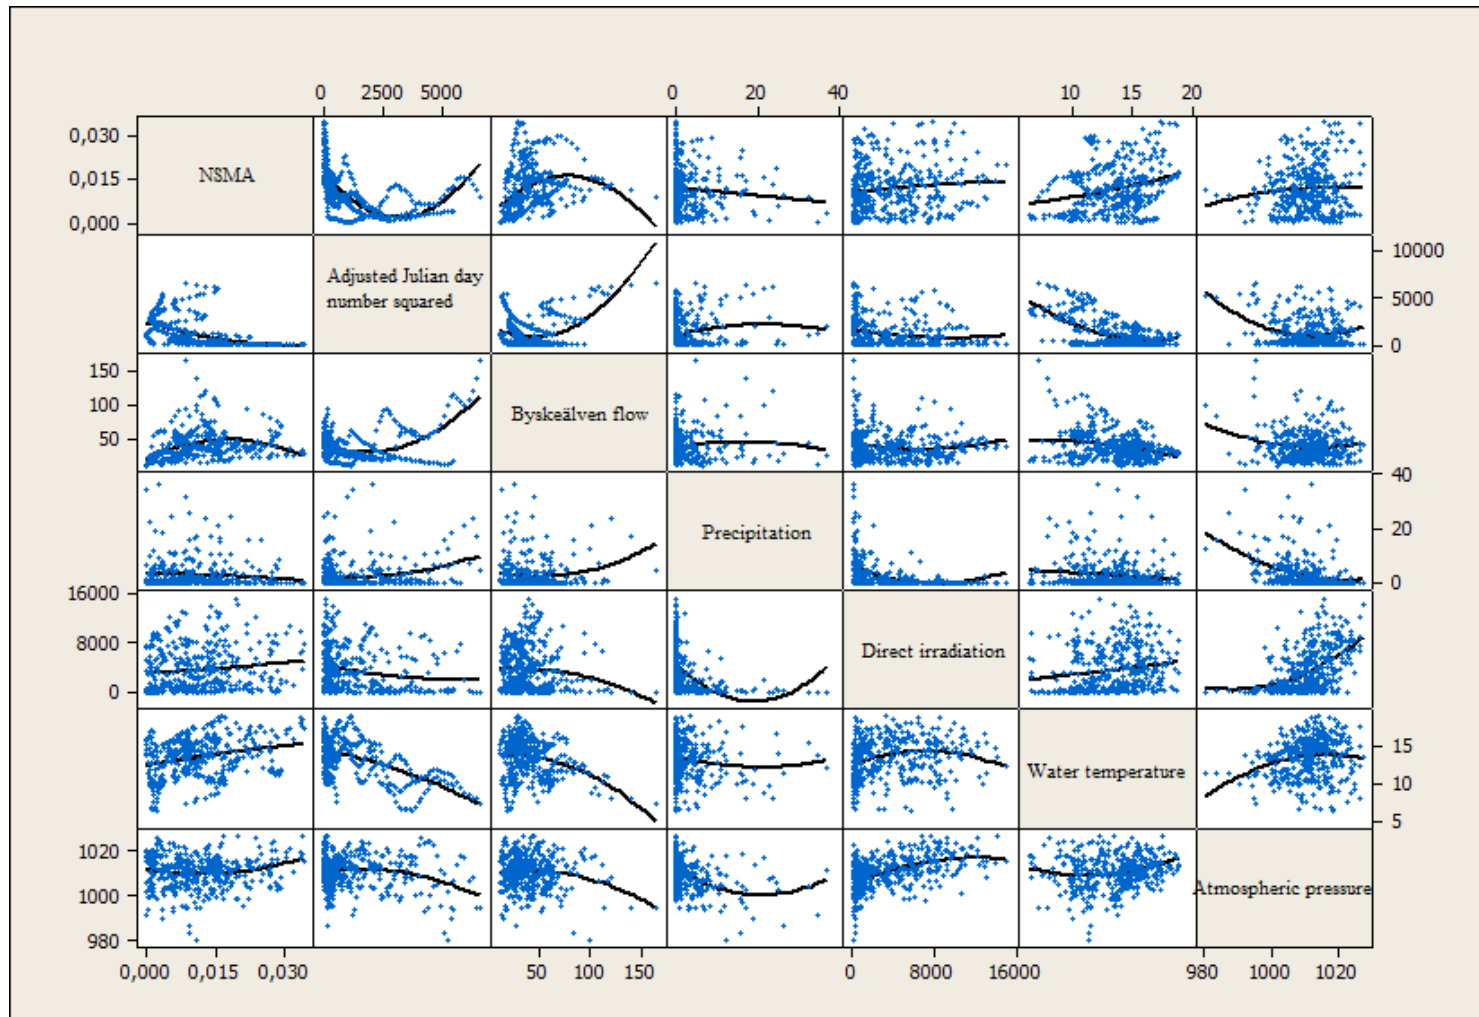 0 2500 5000 0 20 40 10 15 20
0,030
0,015
0,000
NSMA
Adjusted Julian day
number squared
10000
5000
0
150
100
50
Byskeälven flow
Precipitation
40
20
0
16000
8000
0
Direct irradiation
Water temperature
15
10
5
1020
1000
980
Atmospheric pressure
0,000 0,015 0,030 50 100 150 0 8000 16000 980 1000 1020